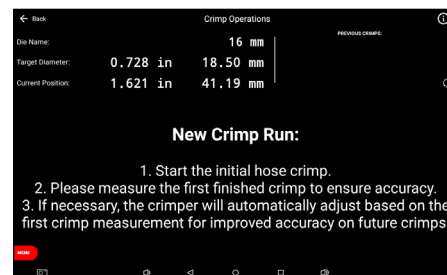 Back
Crimp Operations
PREVIOUS CRIMPS:
Die Name: 16 mm
Target Diameter: 0.728 in 18.50 mm
Current Position: 1.621 in 41.19 mm
New Crimp Run:
1. Start the initial hose crimp.
2. Please measure the first finished crimp to ensure accuracy.
3. If necessary, the crimper will automatically adjust based on the
first crimp measurement for improved accuracy on future crimps
MENU